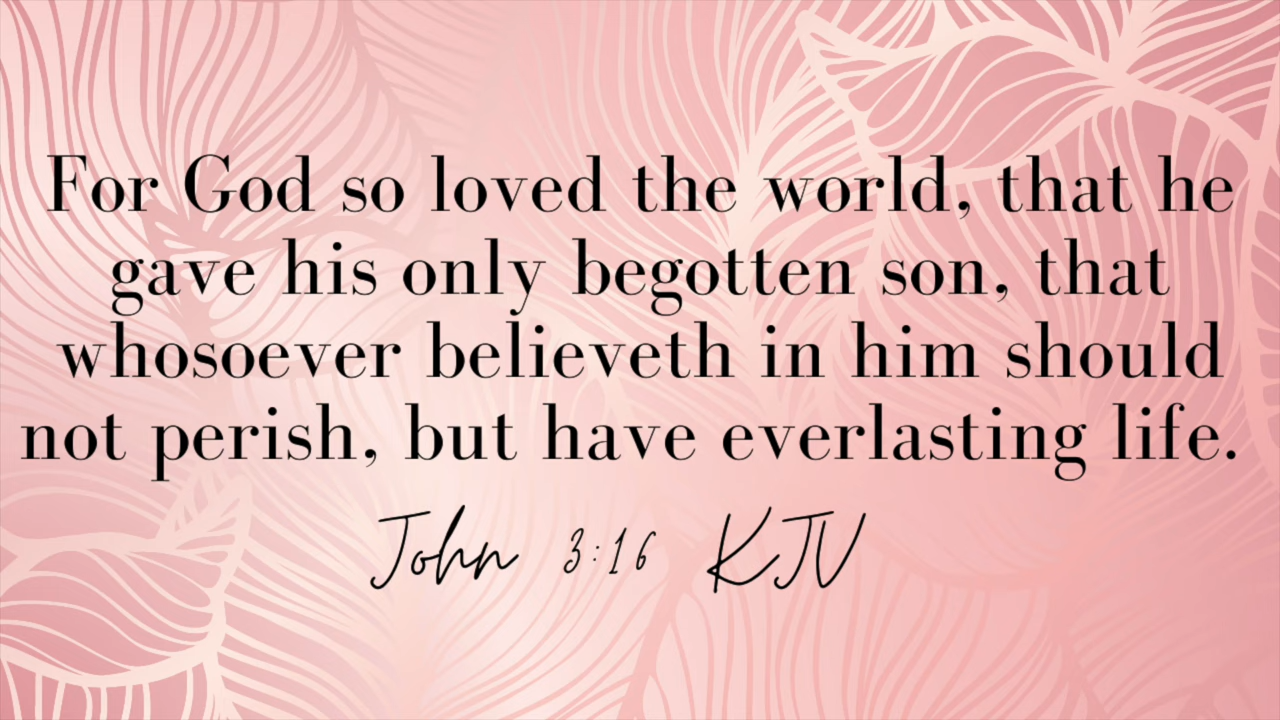 For God so loved the world, that he
gave his only begotten son, that
whosoever believeth in him should
not perish, but have everlasting life.
John 3:16 KJV